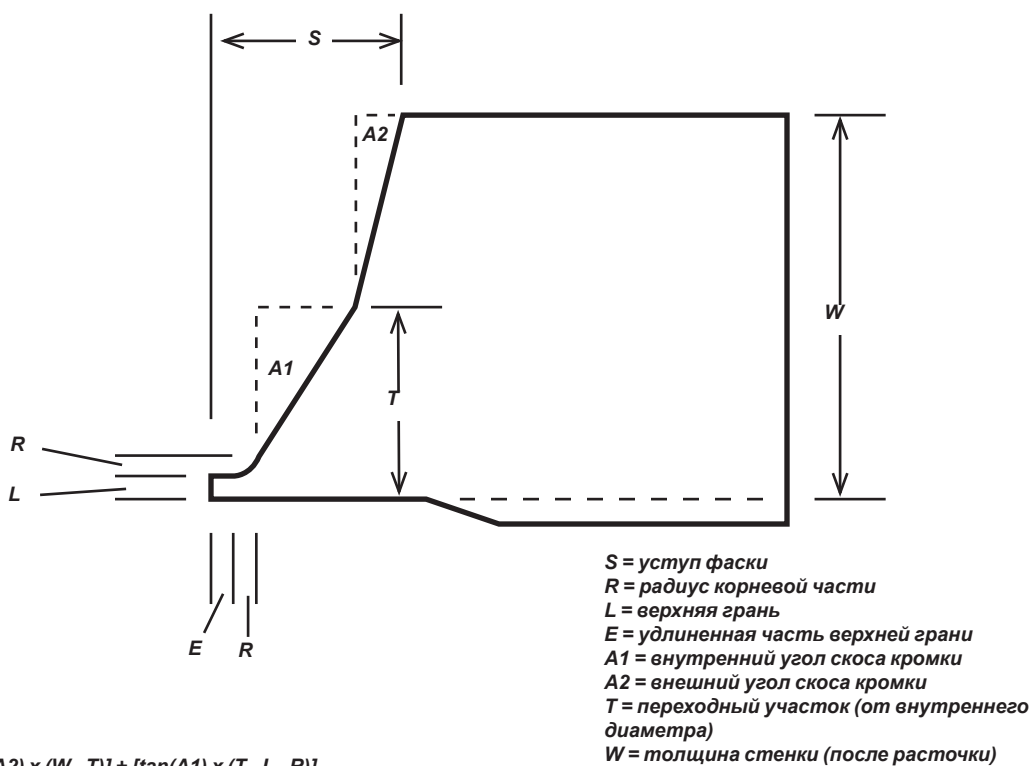 S
A2
W
A1
T
R
L
E R
S = уступ фаски
R = радиус корневой части
L = верхняя грань
E = удлиненная часть верхней грани
A1 = внутренний угол скоса кромки
A2 = внешний угол скоса кромки
T = переходный участок (от внутреннего
диаметра)
W = толщина стенки (после расточки)